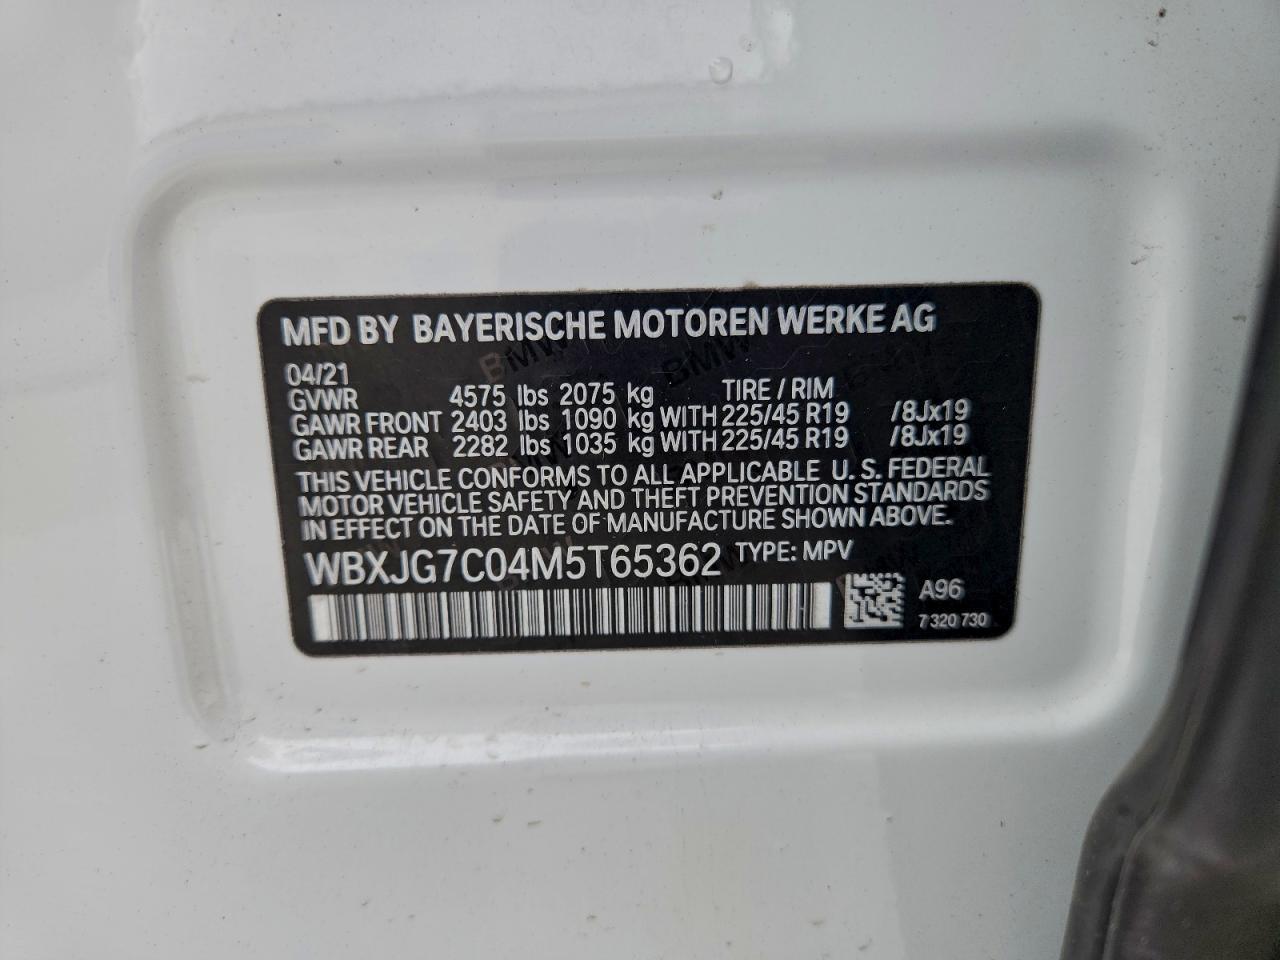 MFD BY BAYERISCHE MOTOREN WERKE AG
04/21
GVWR 4575 lbs 2075 kg TIRE / RIM
GAWR FRONT 2403 lbs 1090 kg WITH 225/45 R19 /8Jx19
GAWR REAR 2282 lbs 1035 kg WITH 225/45 R19 /8Jx19
THIS VEHICLE CONFORMS TO ALL APPLICABLE U. S. FEDERAL
MOTOR VEHICLE SAFETY AND THEFT PREVENTION STANDARDS
IN EFFECT ON THE DATE OF MANUFACTURE SHOWN ABOVE.
WBXJG7C04M5T65362 TYPE: MPV
A96
7 320 730
BMW
BMW